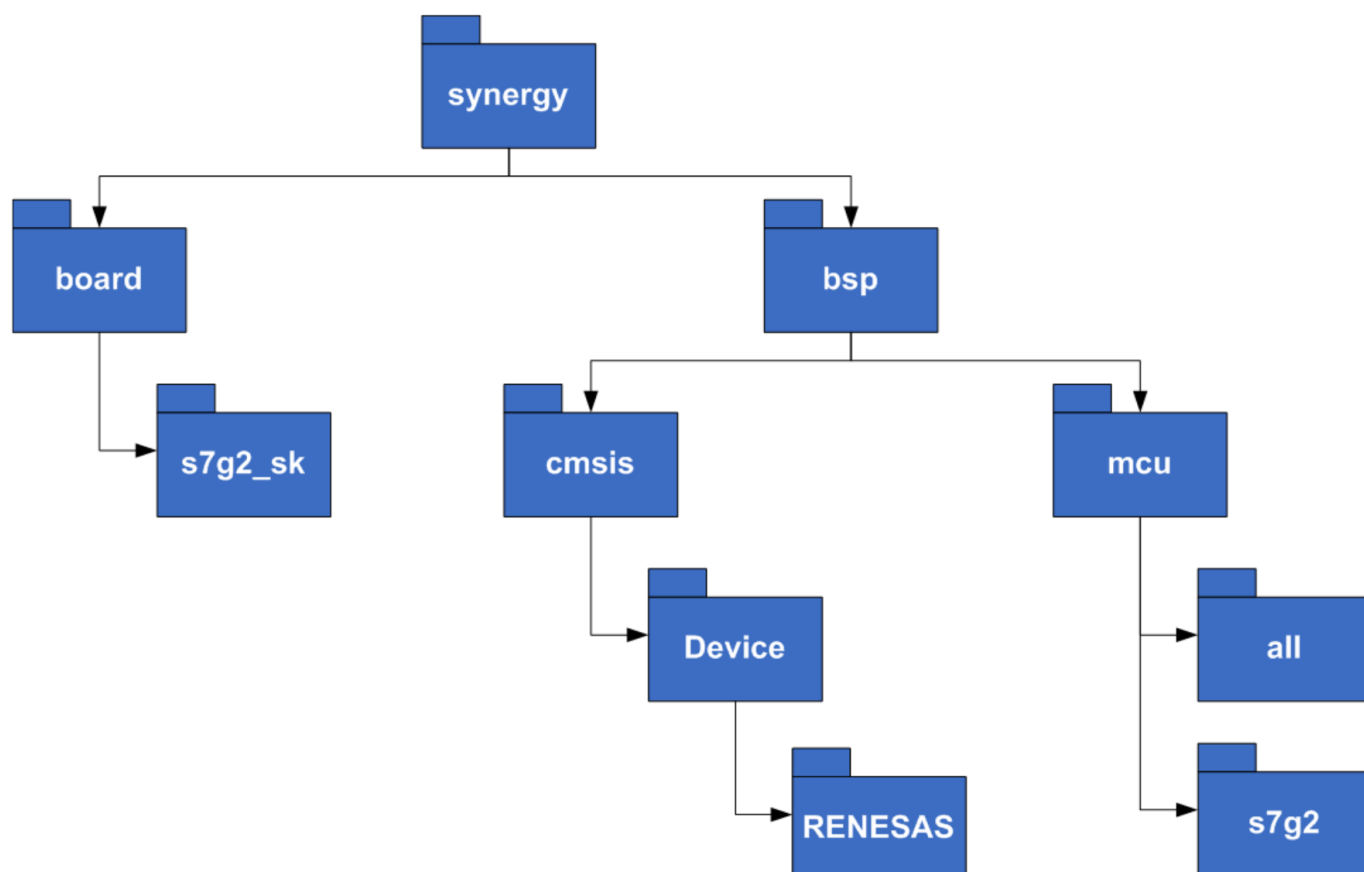 synergy
board
bsp
s7g2_sk
cmsis
mcu
Device
all
RENESAS
s7g2